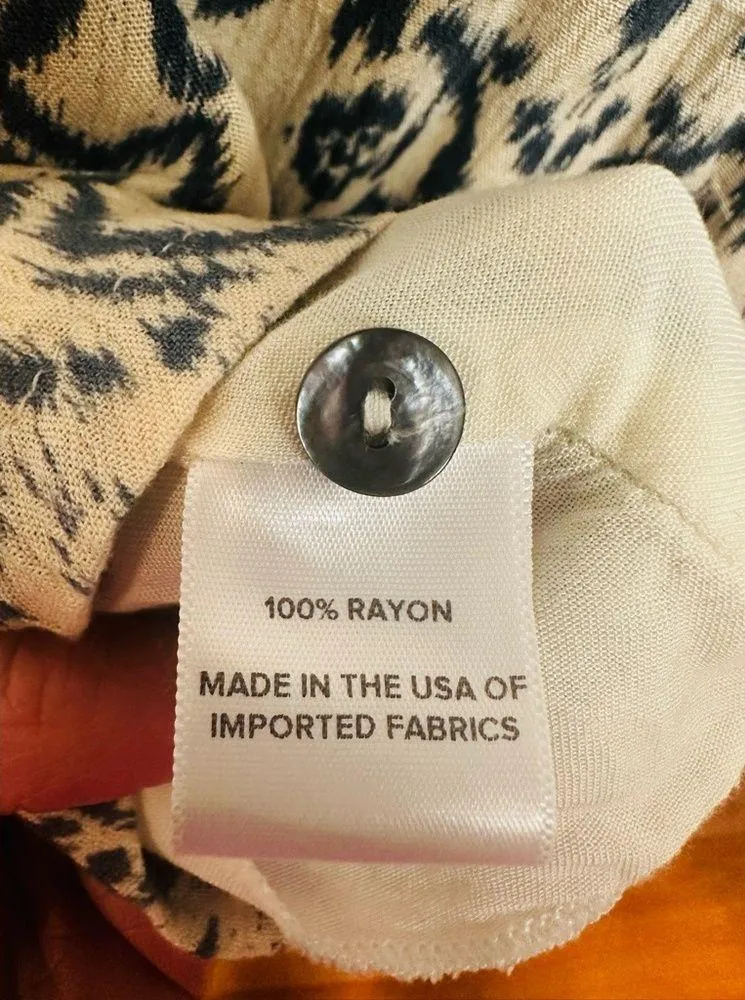 100% RAYON
MADE IN THE USA OF
IMPORTED FABRICS